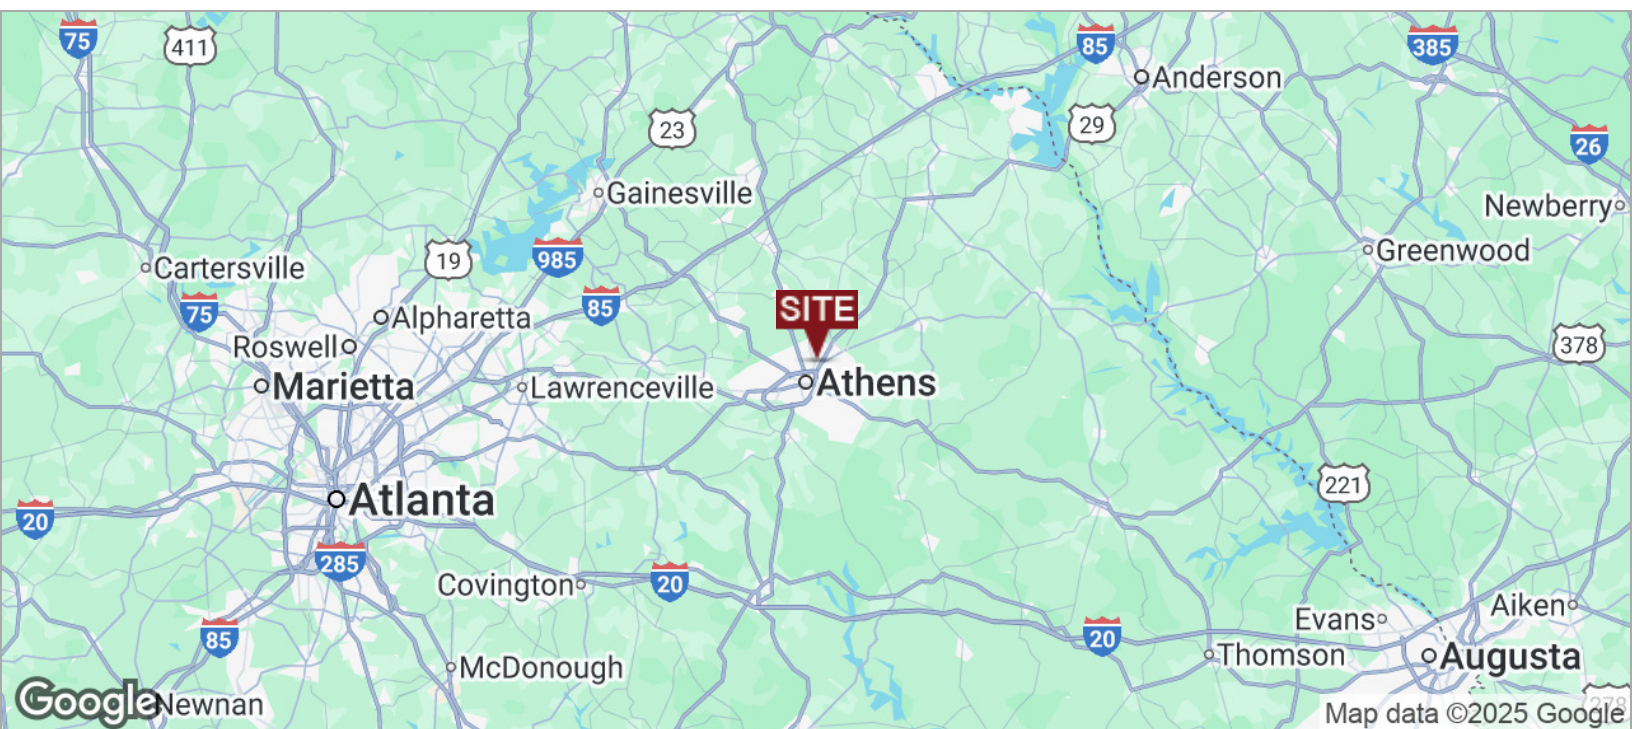 75
411
85
385
Anderson
23
29
26
Gainesville
Newberry
19
985
Greenwood
Cartersville
75
85
SITE
Alpharetta
Roswell
378
Marietta
Lawrenceville
Athens
221
Atlanta
20
285
Covington
20
Aiken
Evans
85
20
Thomson
Augusta
McDonough
Google
Newnan
278
Map data ©2025 Google